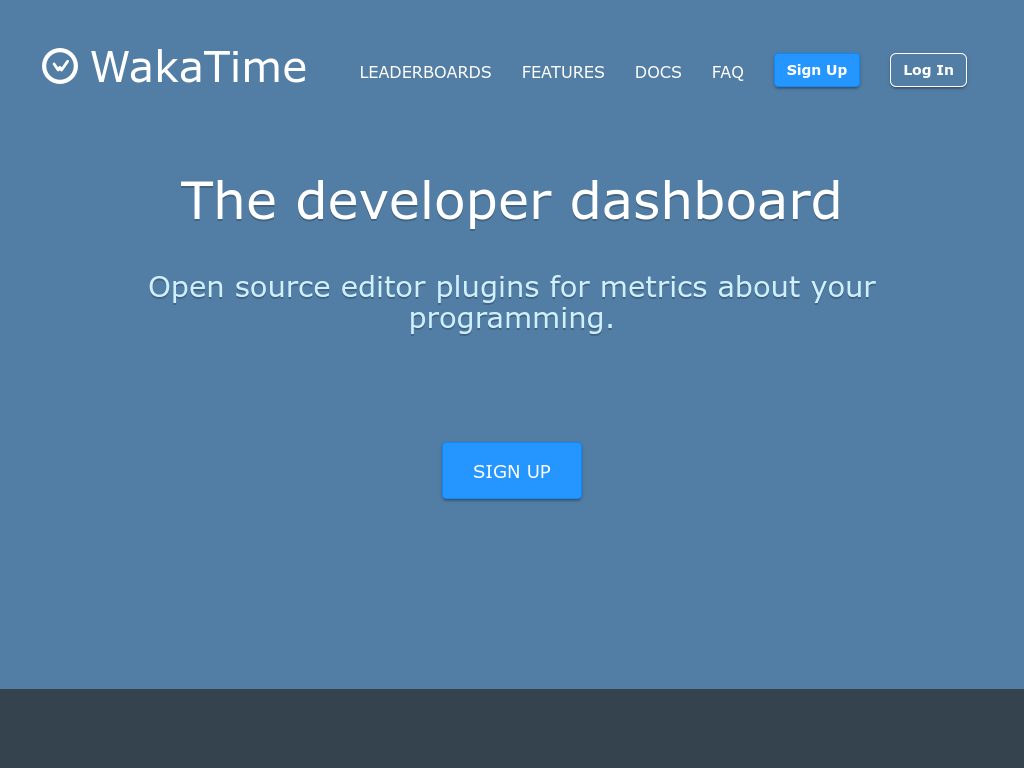 WakaTime
LEADERBOARDS FEATURES DOCS FAQ Sign Up Log In
The developer dashboard
Open source editor plugins for metrics about your
programming.
SIGN UP